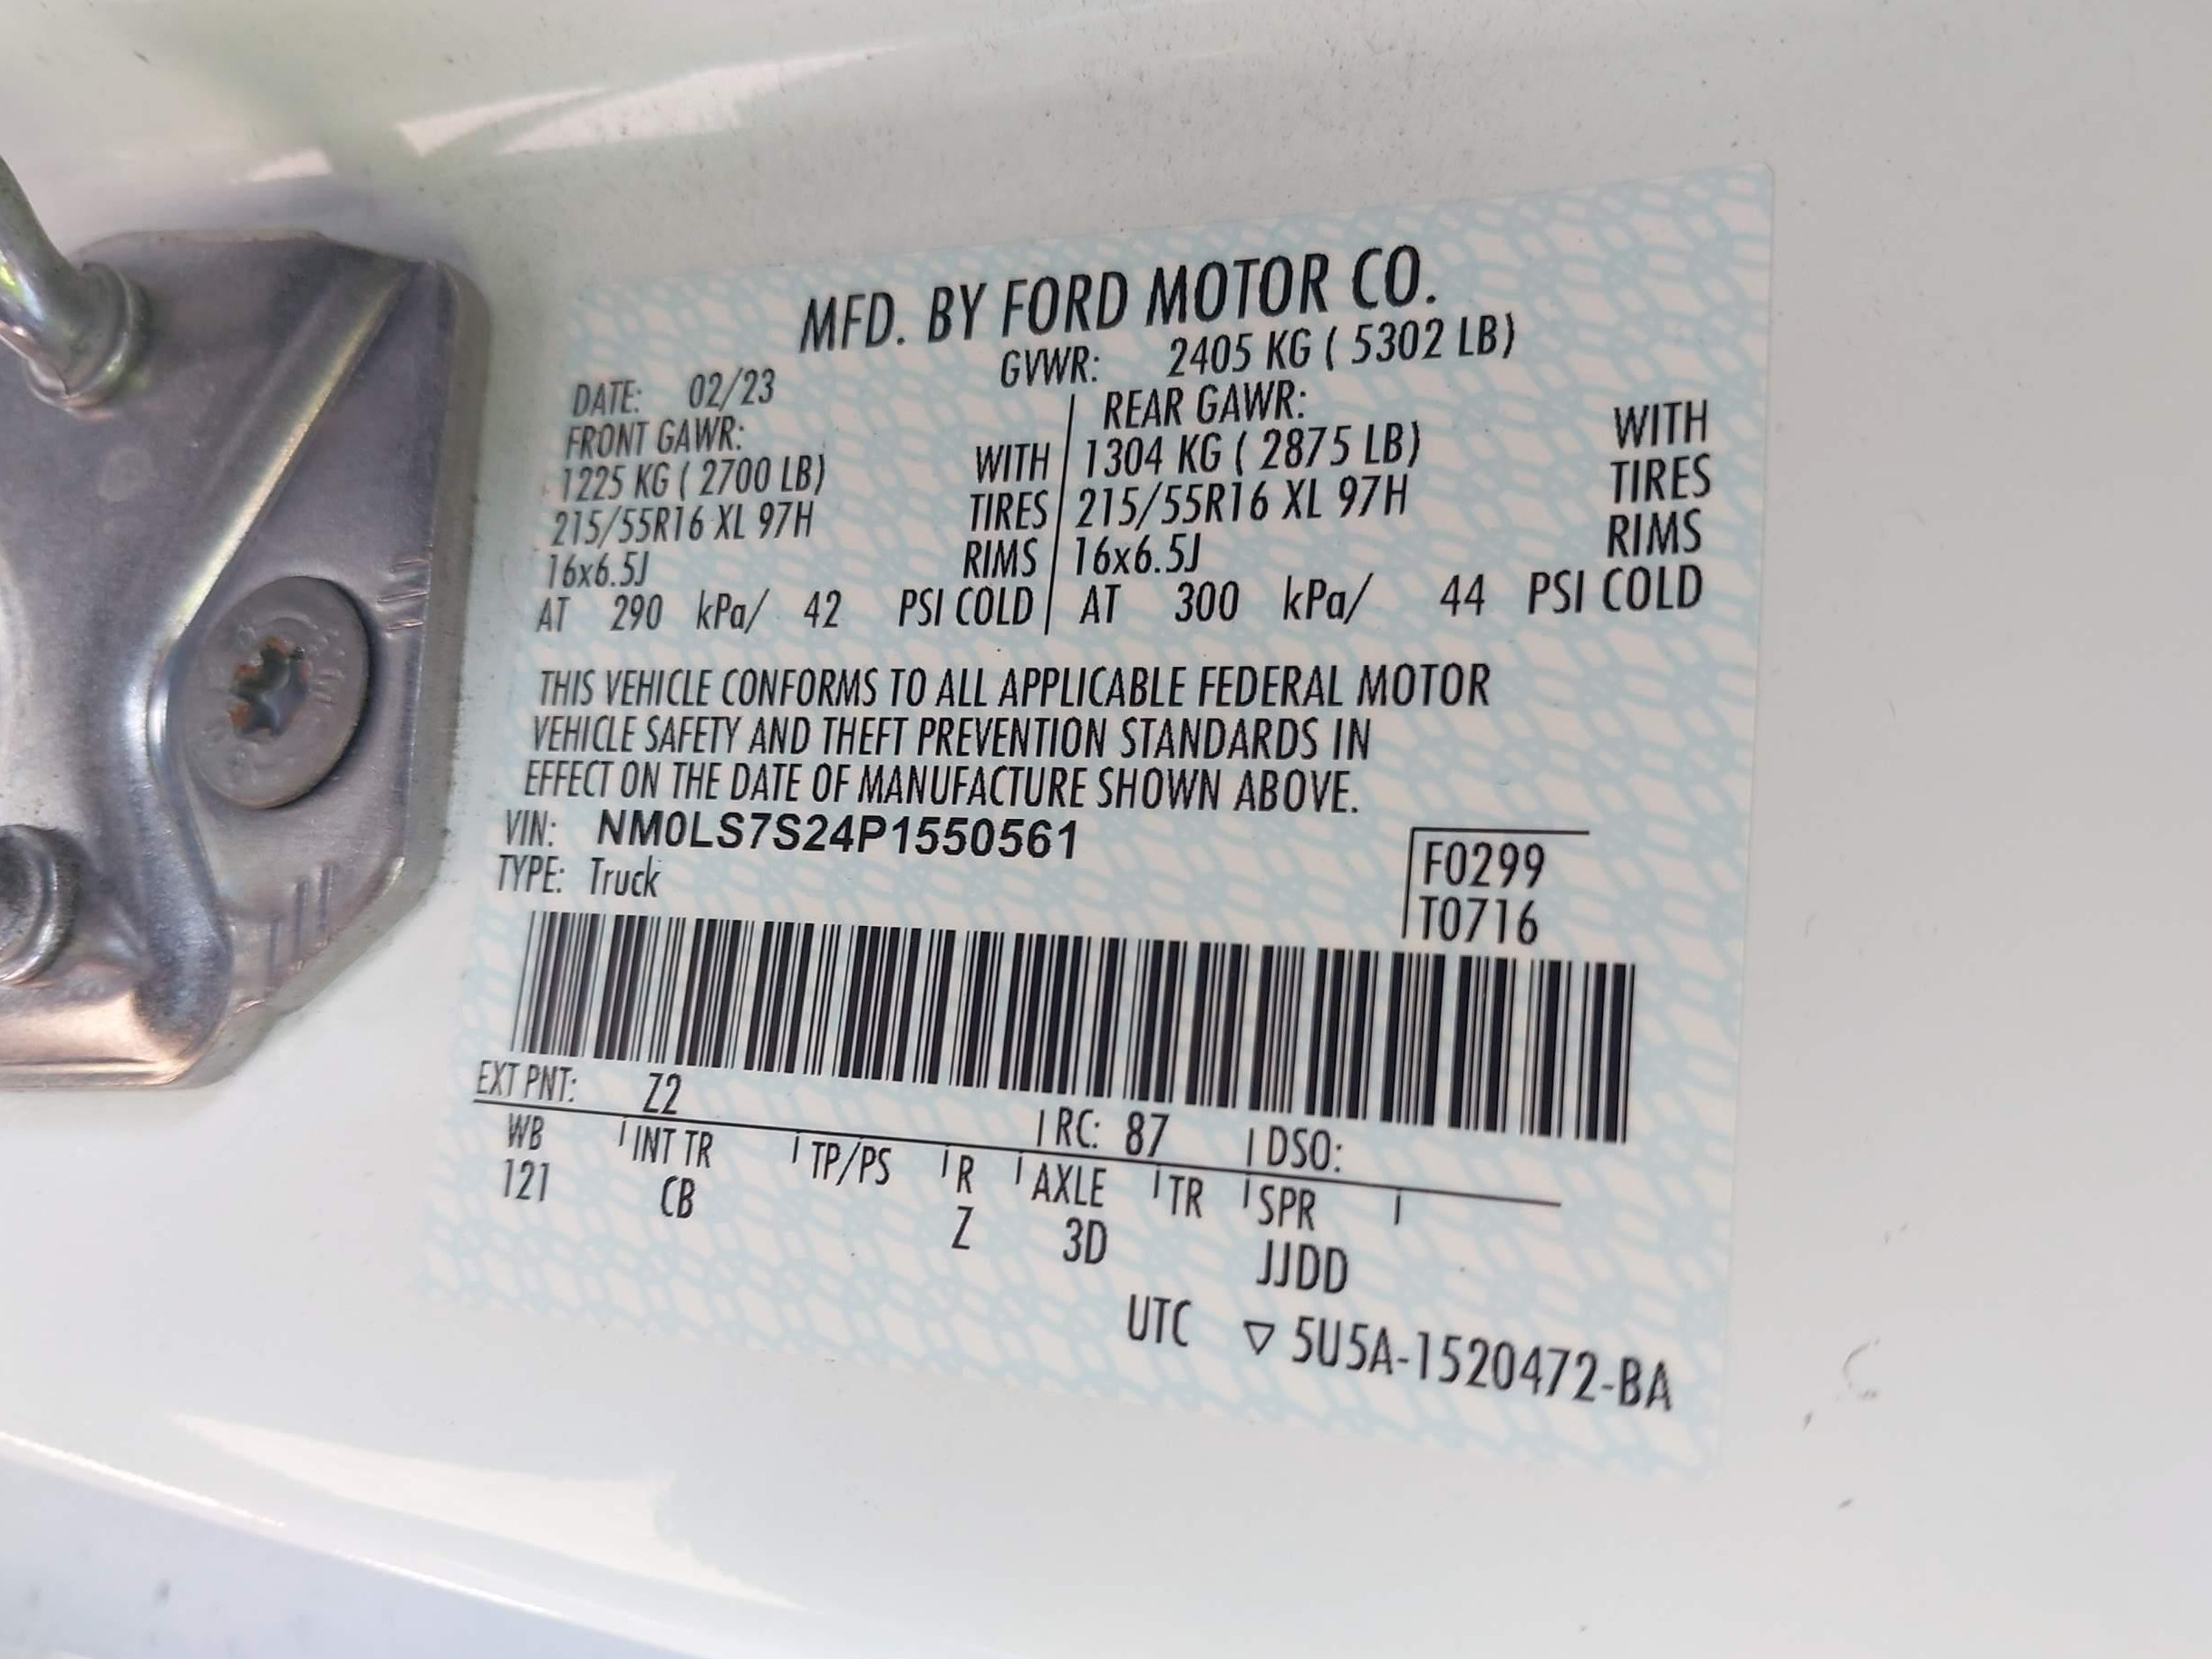 MFD. BY FORD MOTOR CO.
DATE: 02/23 GVWR: 2405 KG ( 5302 LB)
FRONT GAWR: REAR GAWR:
1225 KG ( 2700 LB) WITH 1304 KG ( 2875 LB) WITH
215/55R16 XL 97H TIRES 215/55R16 XL 97H TIRES
16x6.5J RIMS 16x6.5J RIMS
AT 290 kPa/ 42 PSI COLD AT 300 kPa/ 44 PSI COLD
THIS VEHICLE CONFORMS TO ALL APPLICABLE FEDERAL MOTOR
VEHICLE SAFETY AND THEFT PREVENTION STANDARDS IN
EFFECT ON THE DATE OF MANUFACTURE SHOWN ABOVE.
VIN: NM0LS7S24P1550561
TYPE: Truck
F0299
T0716
EXT PNT: Z2 RC: 87 DSO:
WB INT TR TP/PS R AXLE TR SPR
121 CB Z 3D JJDD
UTC ▽ 5U5A-1520472-BA